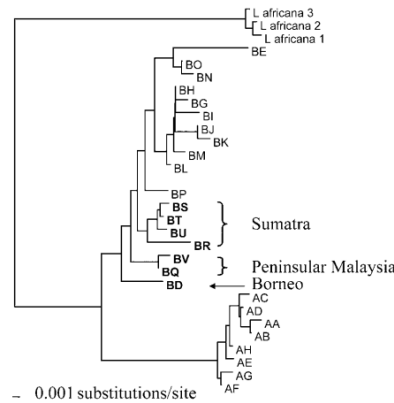 L africana 3
L africana 2
L africana 1
BE
BO
BN
BH
BG
BI
BJ
BK
BM
BL
BP
BS
BT
BU
BR
Sumatra
BV
BQ
Peninsular Malaysia
BD
Borneo
AC
AD
AA
AB
AH
AE
AG
AF
0.001 substitutions/site